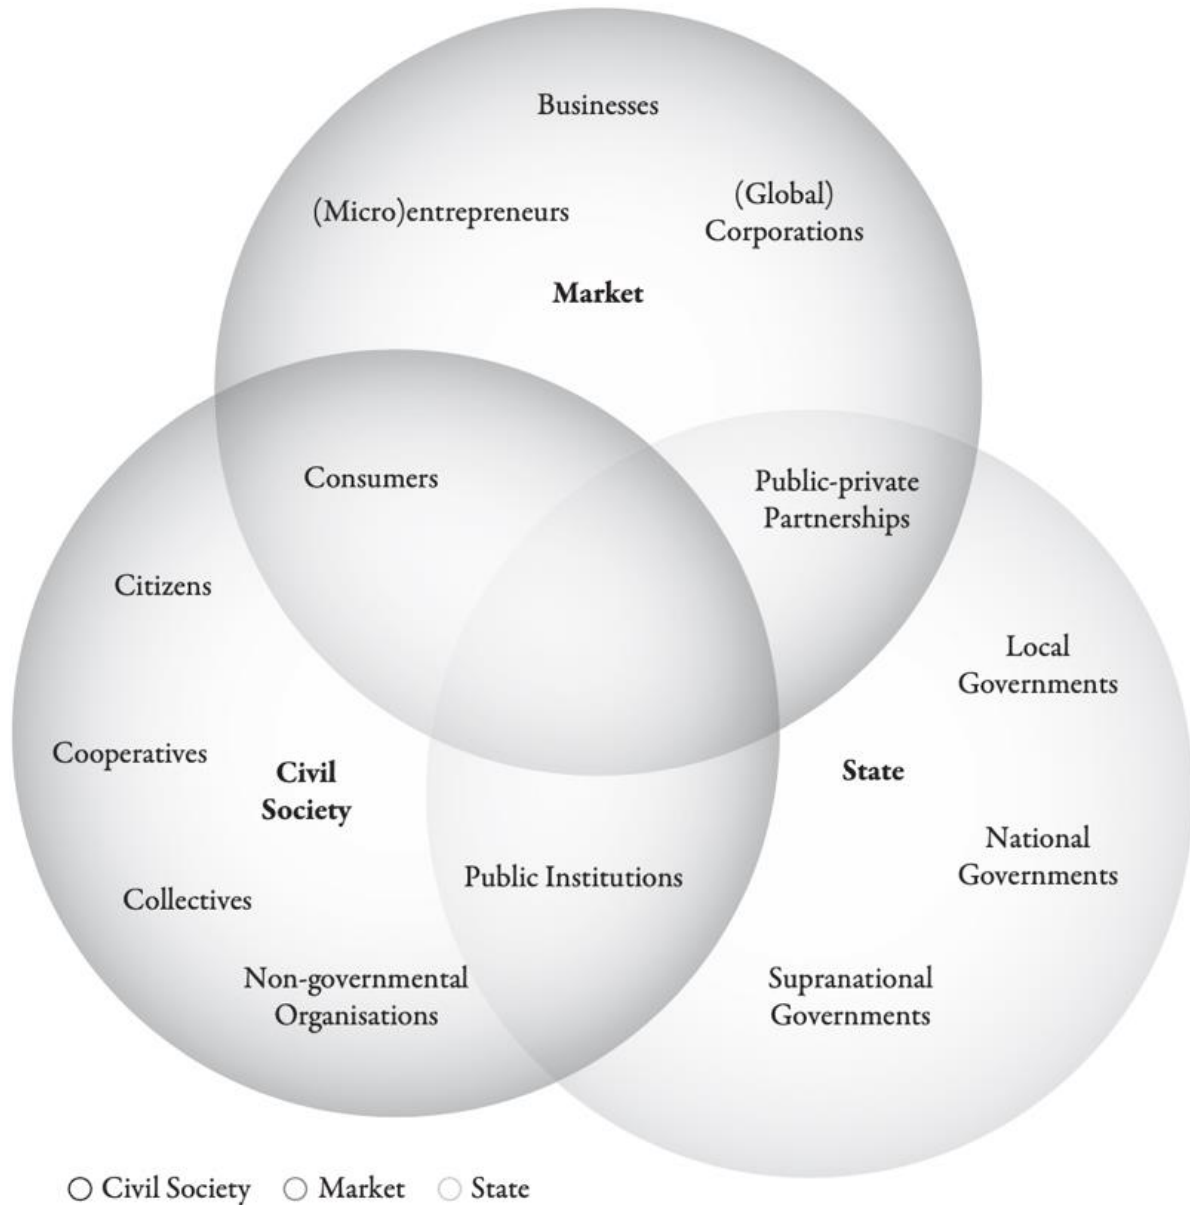 Businesses
(Micro)entrepreneurs
(Global)
Corporations
Market
Consumers
Public-private
Partnerships
Citizens
Local
Governments
Cooperatives
Civil
Society
State
National
Governments
Public Institutions
Collectives
Non-governmental
Organisations
Supranational
Governments
Civil Society Market State